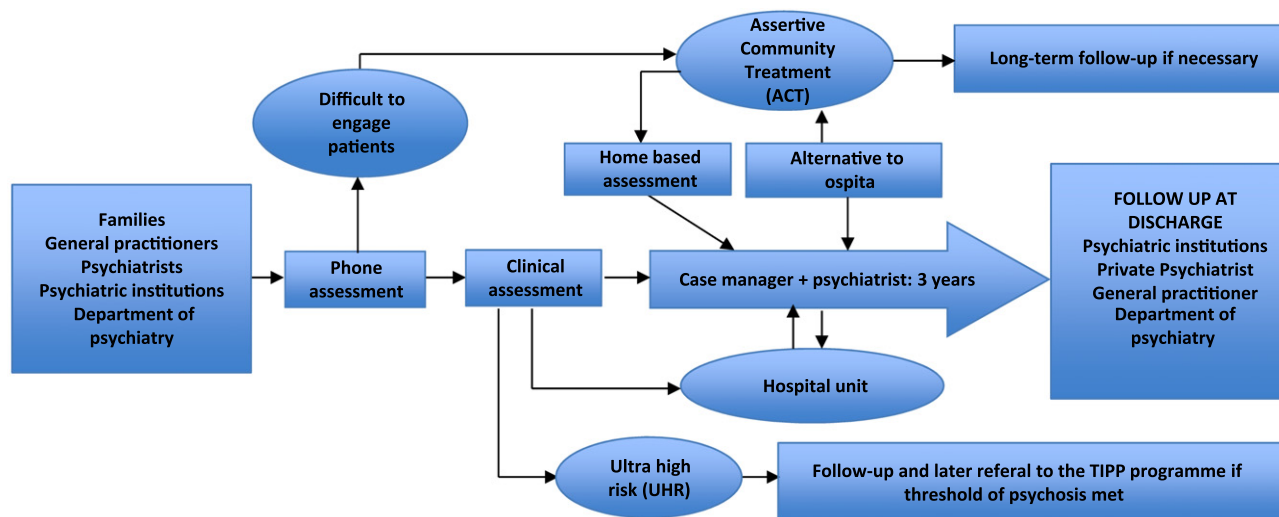 Assertive
Community
Treatment
(ACT)
Long-term follow-up if necessary
Difficult to
engage
patients
Home based
assessment
Alternative to
ospita
Families
General practitioners
Psychiatrists
Psychiatric institutions
Department of
psychiatry
Phone
assessment
Clinical
assessment
Case manager + psychiatrist: 3 years
FOLLOW UP AT
DISCHARGE
Psychiatric institutions
Private Psychiatrist
General practitioner
Department of
psychiatry
Hospital unit
Ultra high
risk (UHR)
Follow-up and later referal to the TIPP programme if
threshold of psychosis met